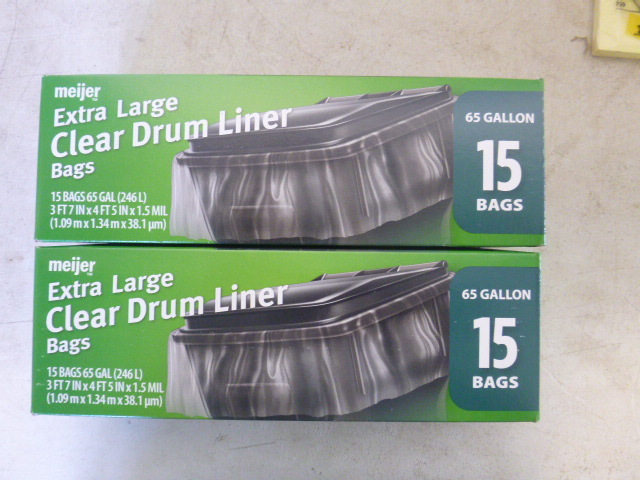 meijer
Extra Large
Clear Drum Liner
Bags
15 BAGS 65 GAL (246 L)
3 FT 7 IN x 4 FT 5 IN x 1.5 MIL
(1.09 m x 1.34 m x 38.1 µm)
65 GALLON
15
BAGS
meijer
Extra Large
Clear Drum Liner
Bags
15 BAGS 65 GAL (246 L)
3 FT 7 IN x 4 FT 5 IN x 1.5 MIL
(1.09 m x 1.34 m x 38.1 µm)
65 GALLON
15
BAGS